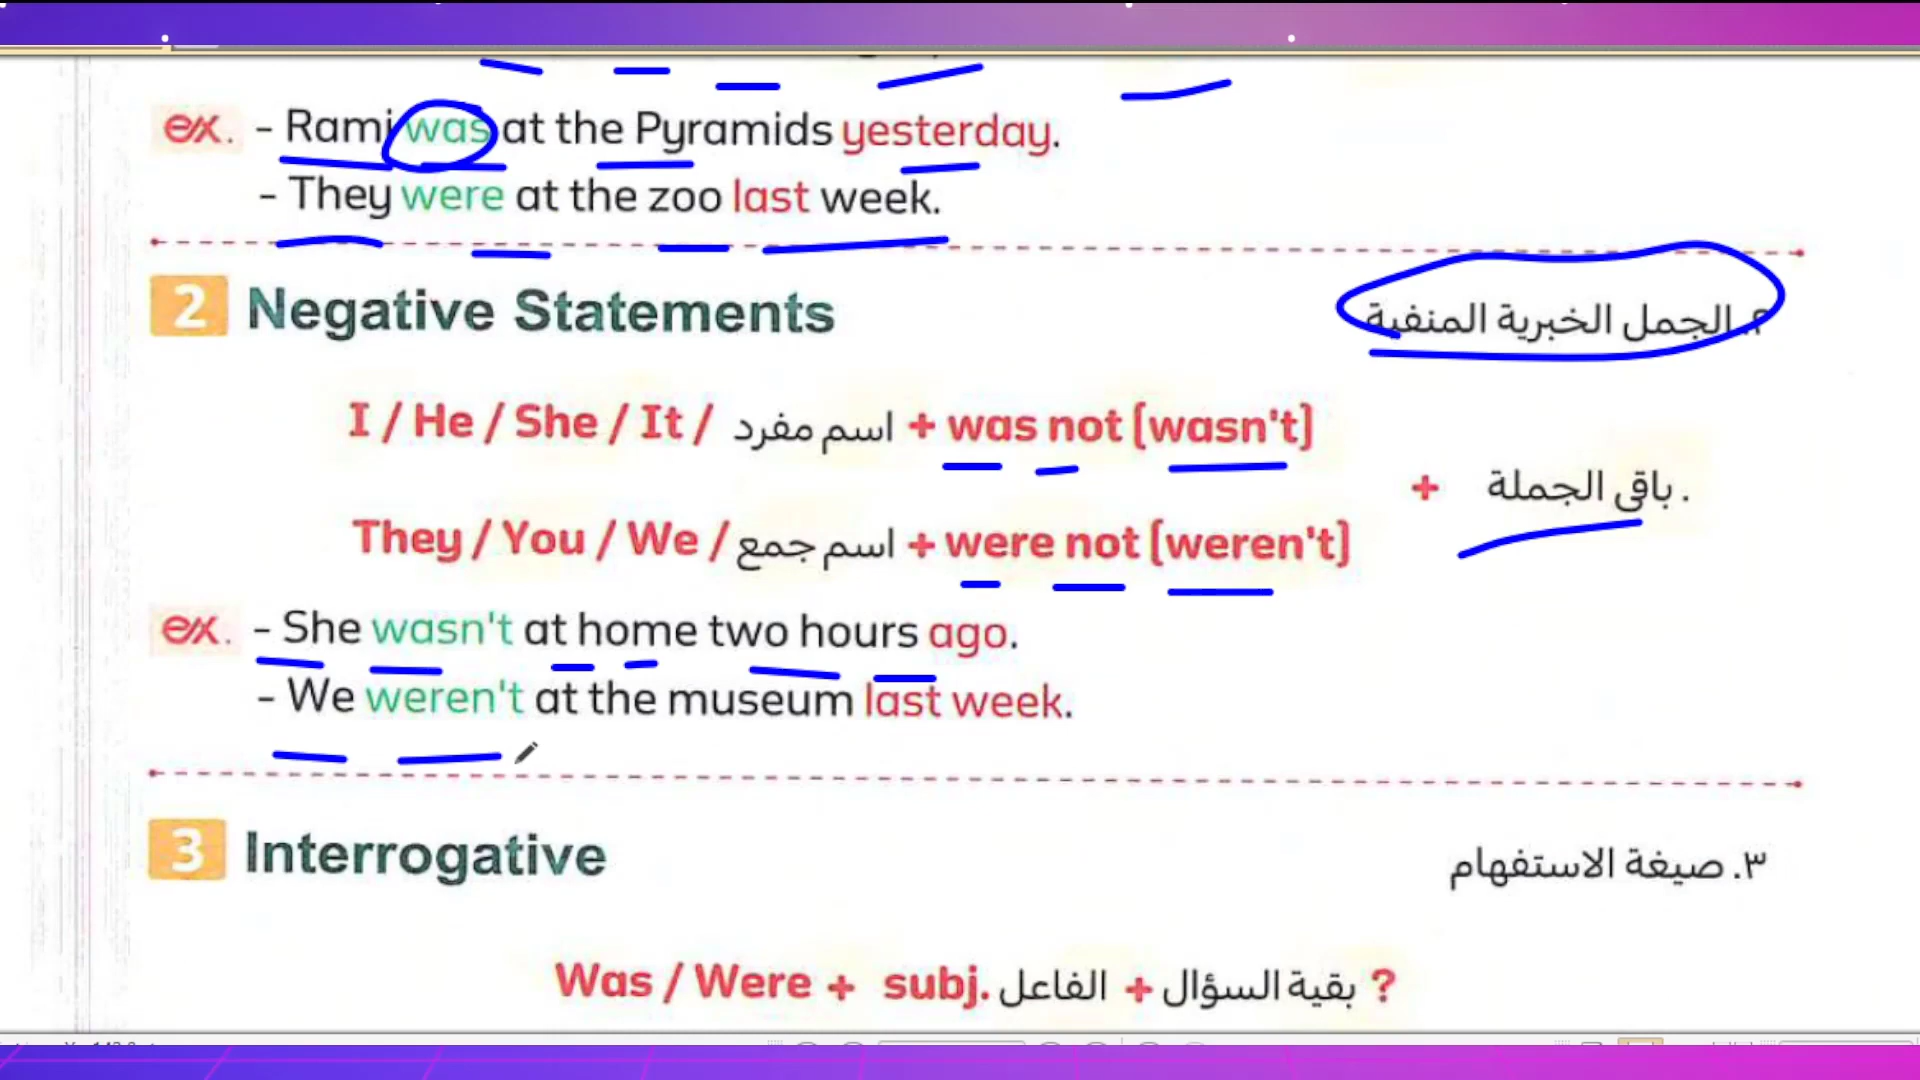 ex. - Rami was at the Pyramids yesterday.
- They were at the zoo last week.
2 Negative Statements
٢. الجمل الخبرية المنفية
I / He / She / It / اسم مفرد + was not (wasn't)
+ باقى الجملة .
They / You / We / اسم جمع + were not (weren't)
ex. - She wasn't at home two hours ago.
- We weren't at the museum last week.
3 Interrogative
٣. صيغة الاستفهام
Was / Were + subj. الفاعل + بقية السؤال ?